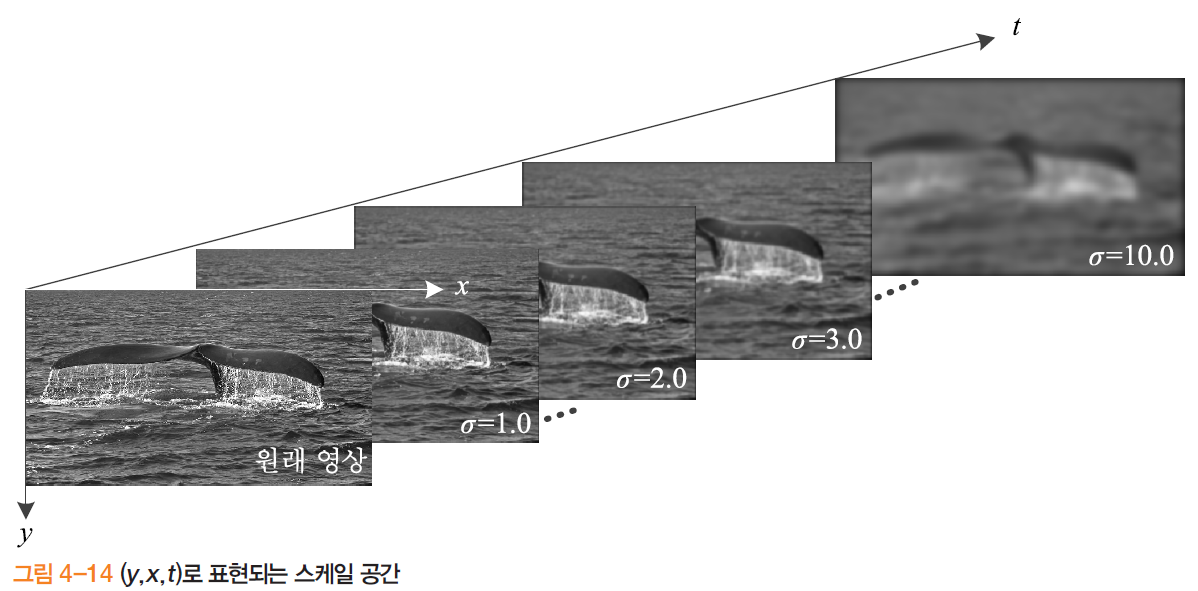 t
σ=10.0
x
σ=3.0
σ=2.0
σ=1.0
원래 영상
y
그림 4–14 (y,x,t)로 표현되는 스케일 공간